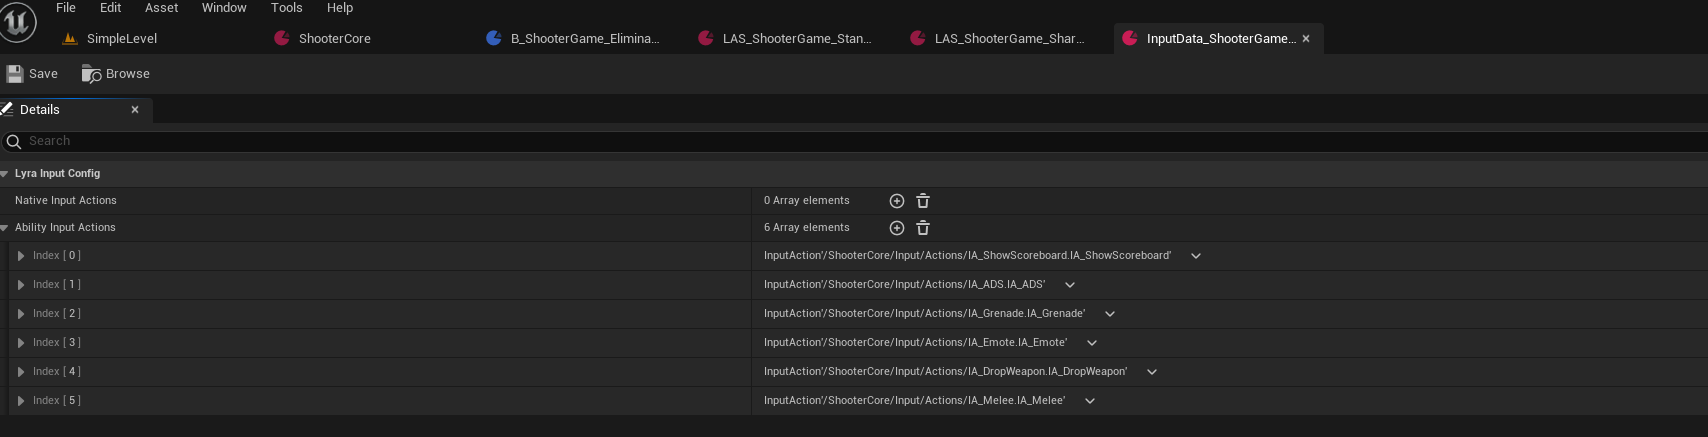 File Edit Asset Window Tools Help
SimpleLevel ShooterCore B_ShooterGame_Elimina... LAS_ShooterGame_Stan... LAS_ShooterGame_Shar... InputData_ShooterGame...
Save Browse
Details
Search
Lyra Input Config
Native Input Actions 0 Array elements
Ability Input Actions 6 Array elements
Index [ 0 ] InputAction'/ShooterCore/Input/Actions/IA_ShowScoreboard.IA_ShowScoreboard'
Index [ 1 ] InputAction'/ShooterCore/Input/Actions/IA_ADS.IA_ADS'
Index [ 2 ] InputAction'/ShooterCore/Input/Actions/IA_Grenade.IA_Grenade'
Index [ 3 ] InputAction'/ShooterCore/Input/Actions/IA_Emote.IA_Emote'
Index [ 4 ] InputAction'/ShooterCore/Input/Actions/IA_DropWeapon.IA_DropWeapon'
Index [ 5 ] InputAction'/ShooterCore/Input/Actions/IA_Melee.IA_Melee'